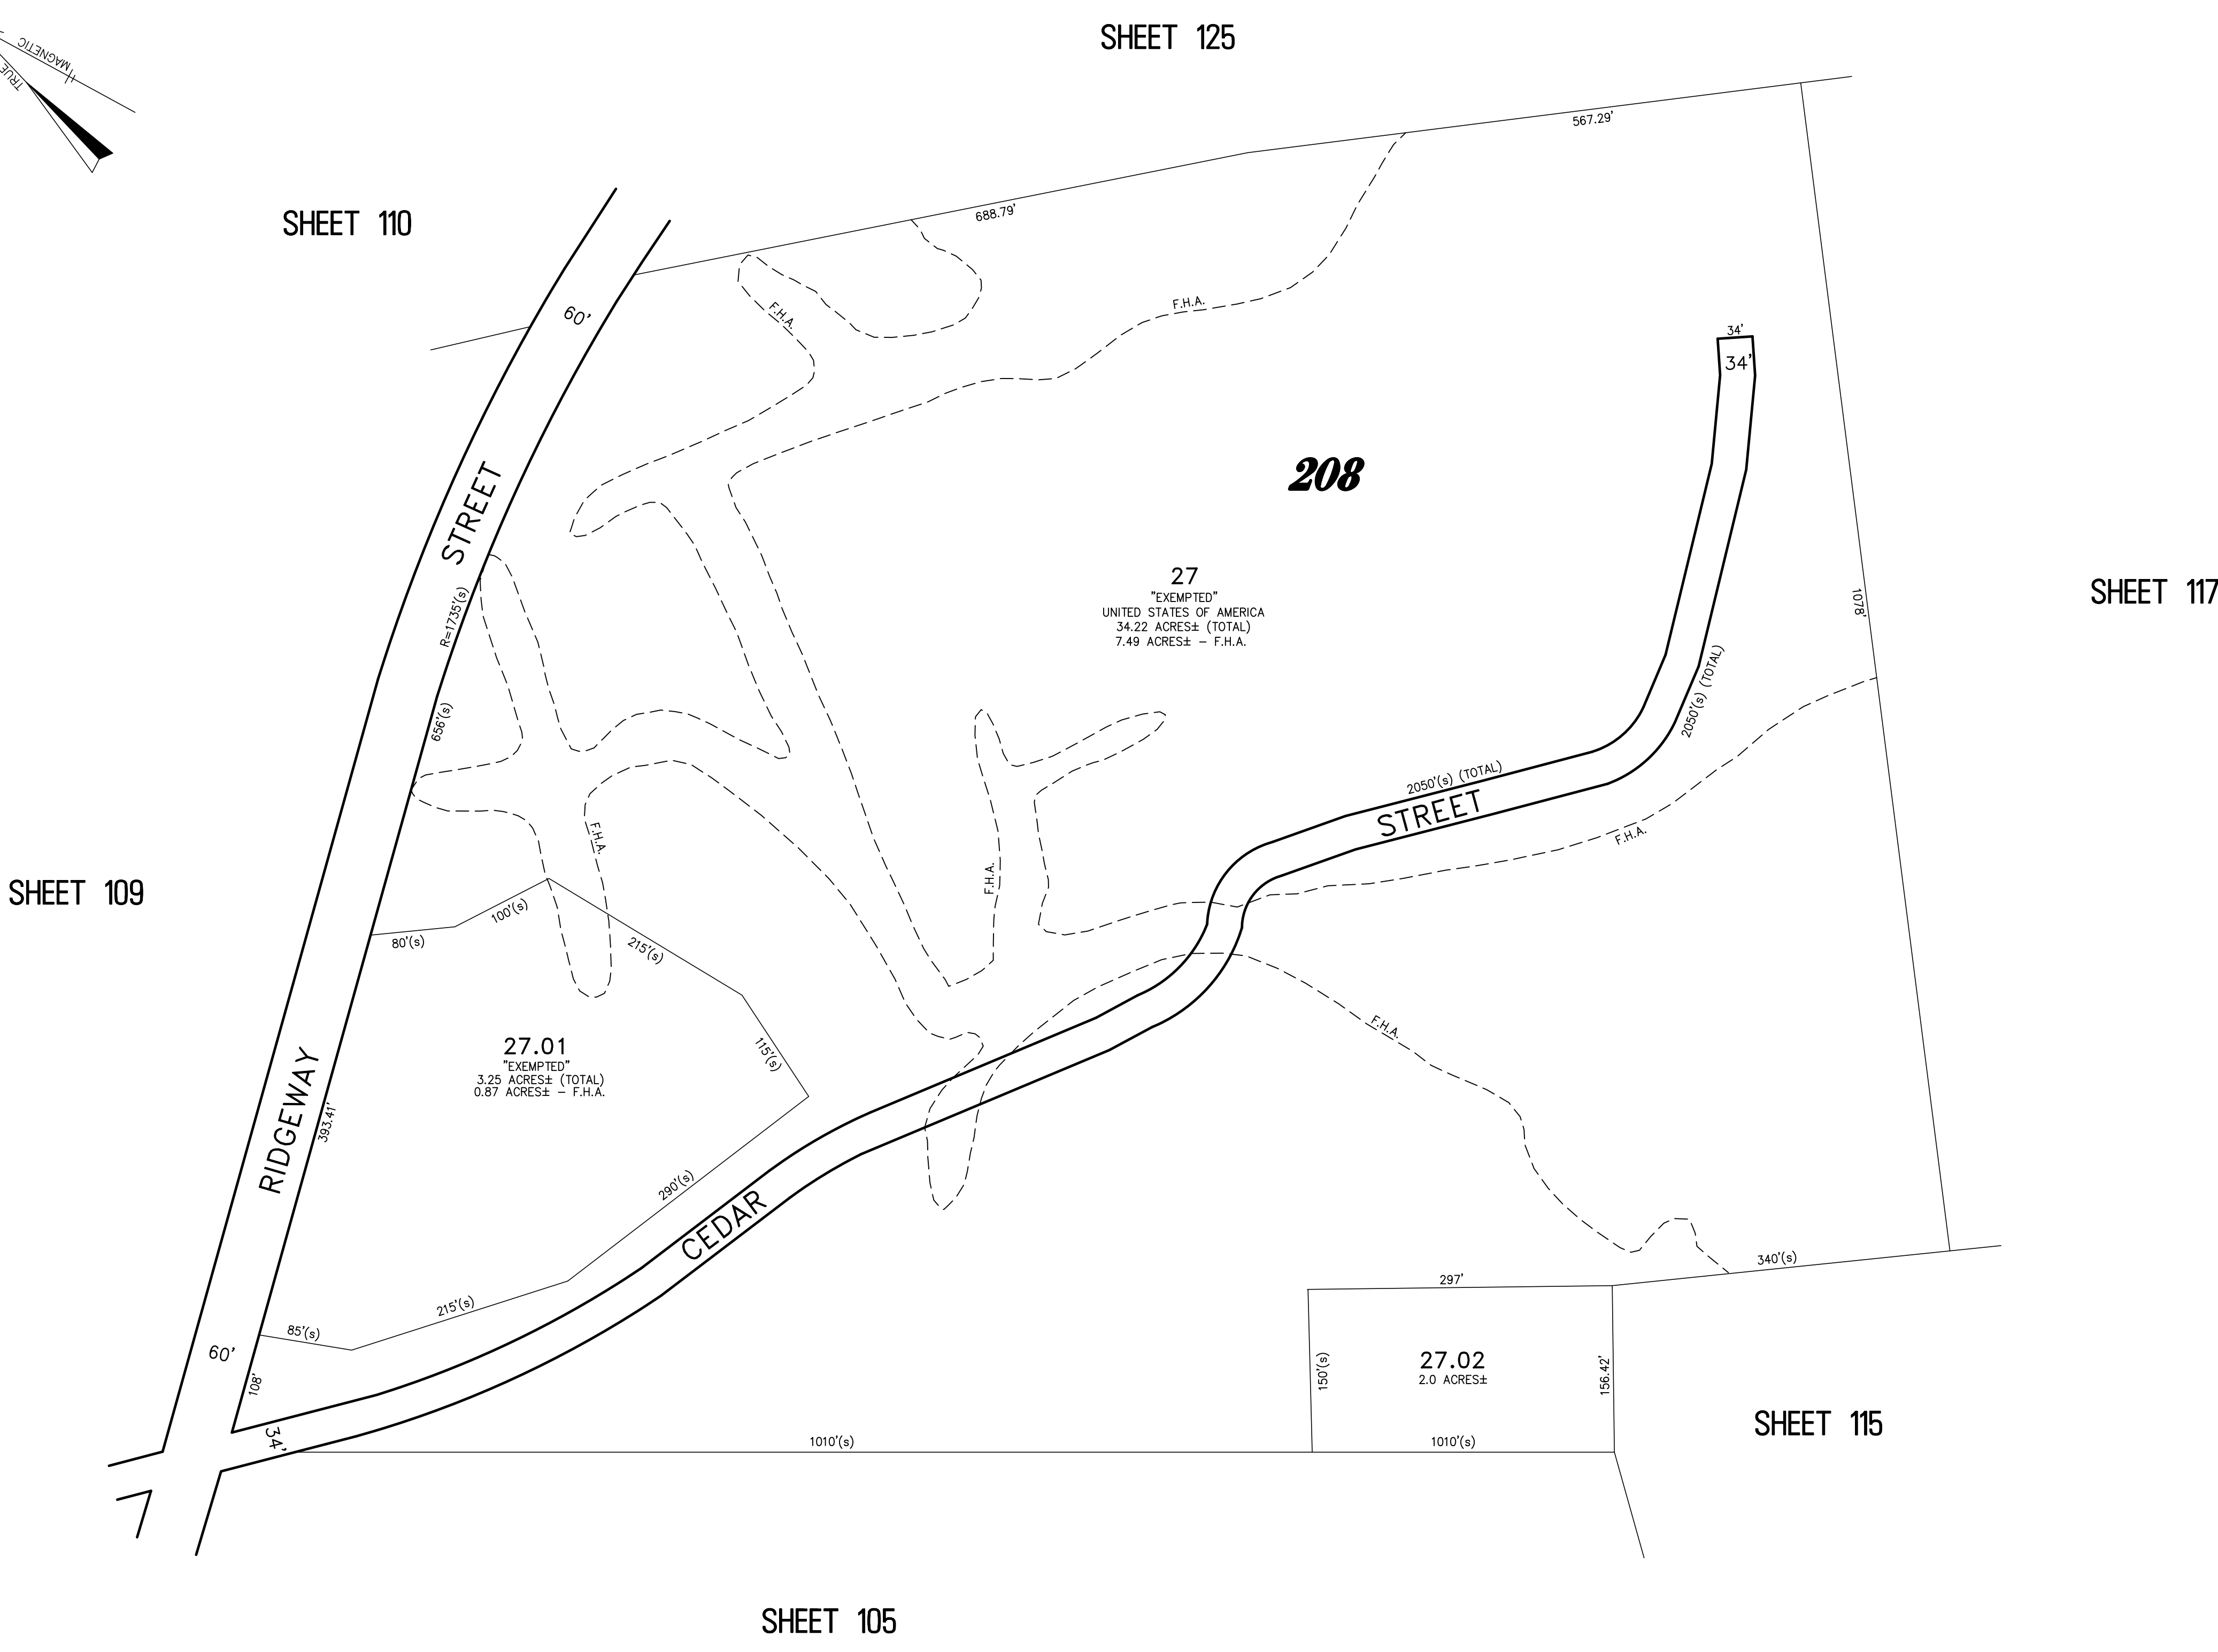 SHEET 125
MAGNETIC
TRUE
567.29'
688.79'
SHEET 110
60'
F.H.A.
F.H.A.
34'
34'
208
STREET
27
"EXEMPTED"
UNITED STATES OF AMERICA
34.22 ACRES± (TOTAL)
7.49 ACRES± - F.H.A.
SHEET 117
1078'
R=1735'(s)
656'(s)
2050'(s) (TOTAL)
2050'(s) (TOTAL)
STREET
F.H.A.
F.H.A.
F.H.A.
SHEET 109
80'(s)
100'(s)
215'(s)
115'(s)
F.H.A.
27.01
"EXEMPTED"
3.25 ACRES± (TOTAL)
0.87 ACRES± - F.H.A.
RIDGEWAY
393.41'
290'(s)
CEDAR
215'(s)
85'(s)
60'
108'
34'
340'(s)
297'
150'(s)
27.02
2.0 ACRES±
156.42'
SHEET 115
1010'(s)
1010'(s)
SHEET 105